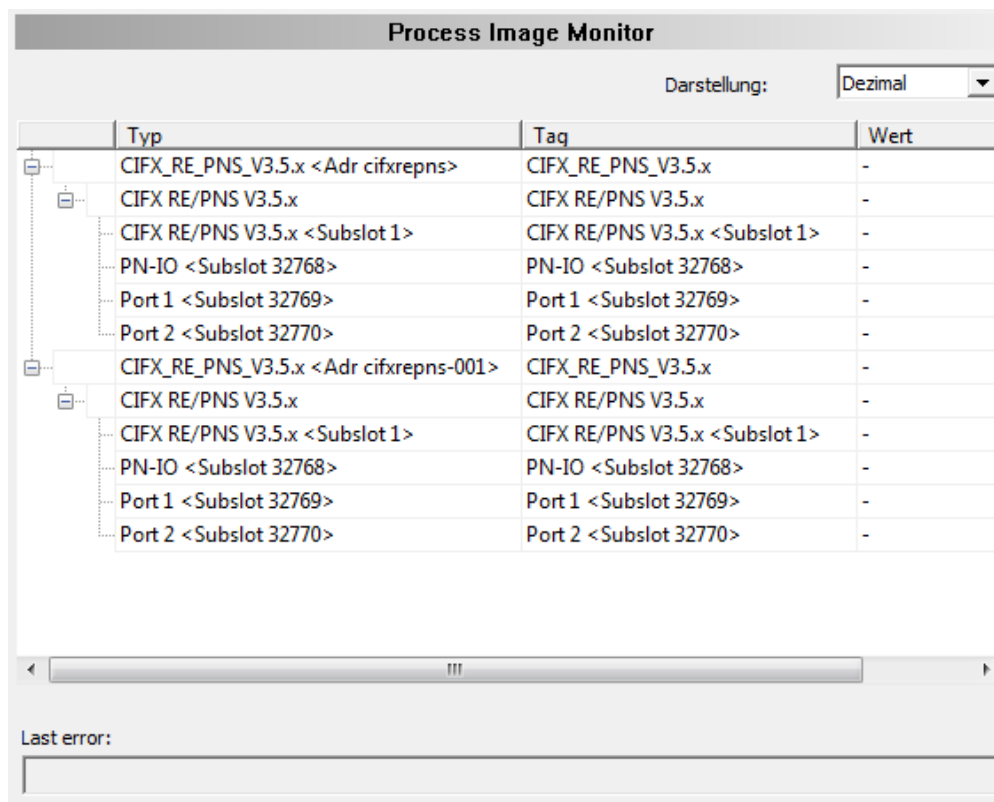 Process Image Monitor
Darstellung: Dezimal
Typ Tag Wert
CIFX_RE_PNS_V3.5.x <Adr cifxrepns> CIFX_RE_PNS_V3.5.x -
CIFX RE/PNS V3.5.x CIFX RE/PNS V3.5.x -
CIFX RE/PNS V3.5.x <Subslot 1> CIFX RE/PNS V3.5.x <Subslot 1> -
PN-IO <Subslot 32768> PN-IO <Subslot 32768> -
Port 1 <Subslot 32769> Port 1 <Subslot 32769> -
Port 2 <Subslot 32770> Port 2 <Subslot 32770> -
CIFX_RE_PNS_V3.5.x <Adr cifxrepns-001> CIFX_RE_PNS_V3.5.x -
CIFX RE/PNS V3.5.x CIFX RE/PNS V3.5.x -
CIFX RE/PNS V3.5.x <Subslot 1> CIFX RE/PNS V3.5.x <Subslot 1> -
PN-IO <Subslot 32768> PN-IO <Subslot 32768> -
Port 1 <Subslot 32769> Port 1 <Subslot 32769> -
Port 2 <Subslot 32770> Port 2 <Subslot 32770> -
Last error: